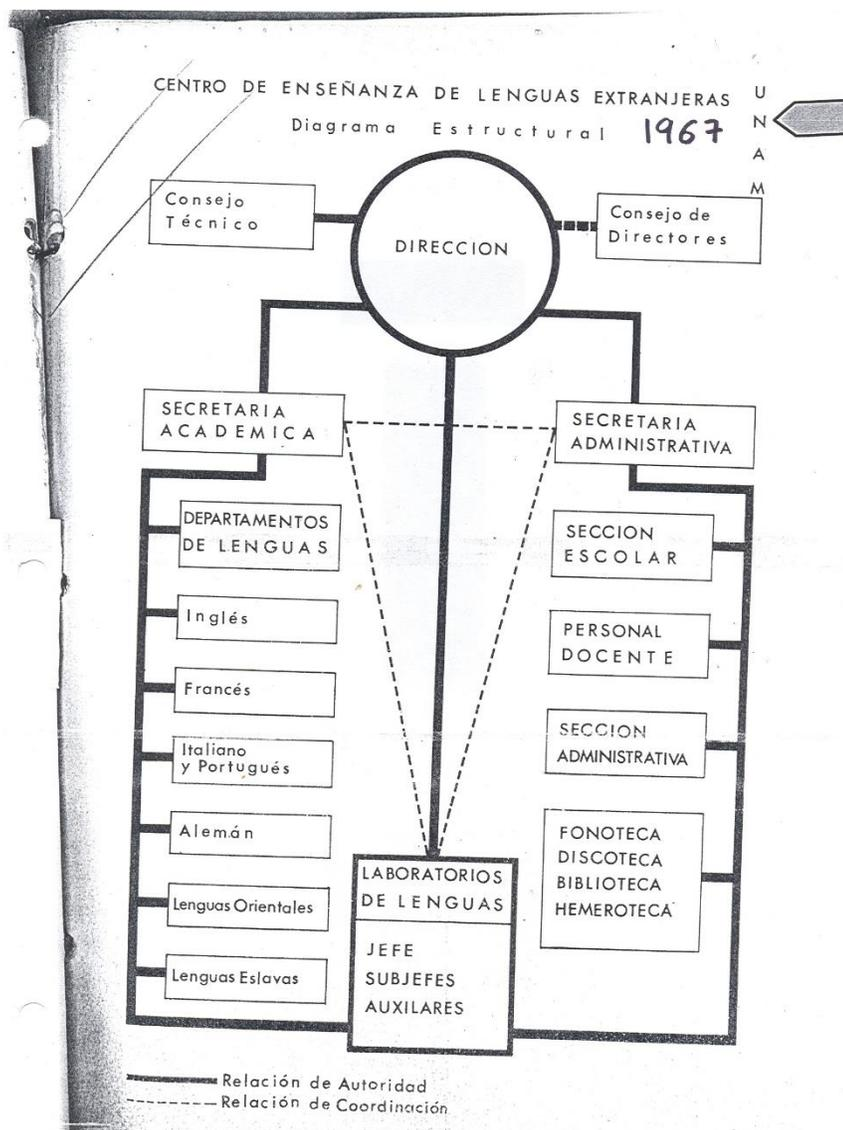 CENTRO DE ENSEÑANZA DE LENGUAS EXTRANJERAS
UNAM
Diagrama Estructural 1967
Consejo
Técnico
DIRECCION
Consejo de
Directores
SECRETARIA
ACADEMICA
SECRETARIA
ADMINISTRATIVA
DEPARTAMENTOS
DE LENGUAS
Inglés
Francés
Italiano
y Portugués
Alemán
Lenguas Orientales
Lenguas Eslavas
SECCION
ESCOLAR
PERSONAL
DOCENTE
SECCION
ADMINISTRATIVA
FONOTECA
DISCOTECA
BIBLIOTECA
HEMEROTECA
LABORATORIOS
DE LENGUAS
JEFE
SUBJEFES
AUXILARES
Relación de Autoridad
Relación de Coordinación